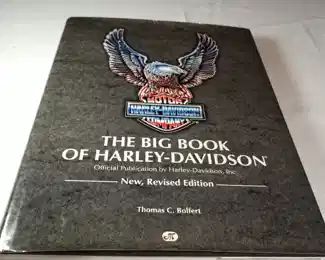 MOTOR
HARLEY-DAVIDSON
COMPANY
THE BIG BOOK
OF HARLEY-DAVIDSON®
Official Publication by Harley-Davidson, Inc.
New, Revised Edition
Thomas C. Bolfert